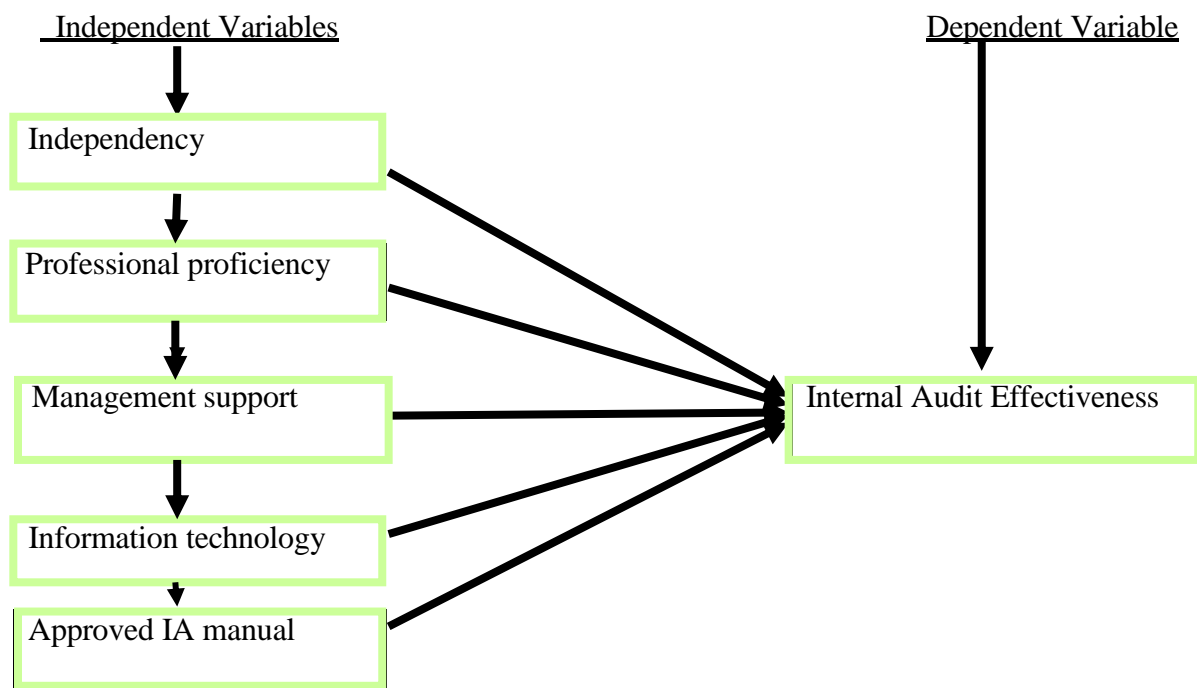 Independent Variables
Dependent Variable
Independency
Professional proficiency
Management support
Internal Audit Effectiveness
Information technology
Approved IA manual